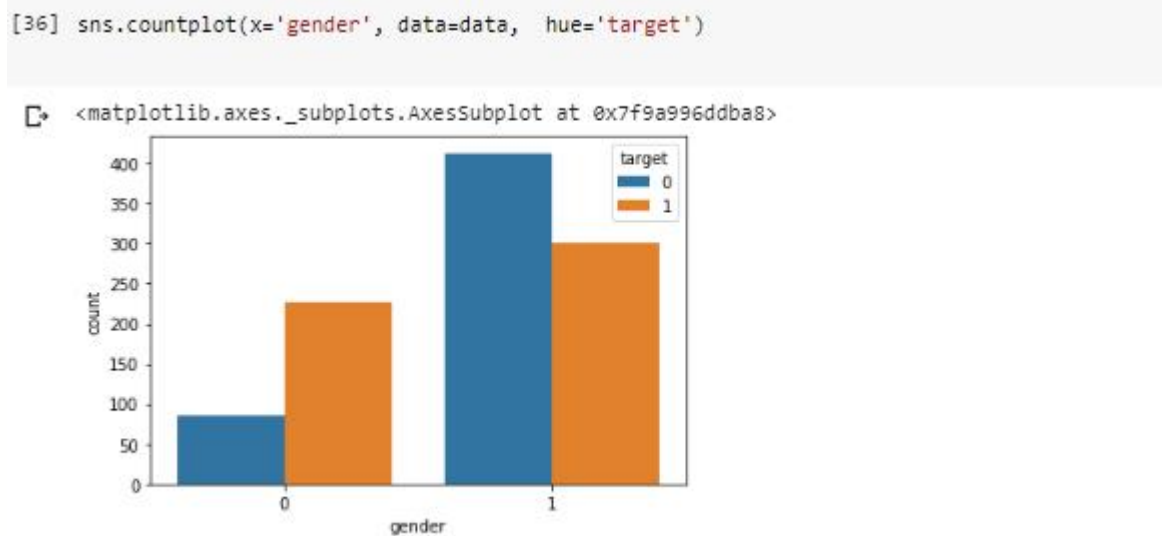 [36] sns.countplot(x='gender', data=data,  hue='target')
<matplotlib.axes._subplots.AxesSubplot at 0x7f9a996ddba8>
target
0
1
400
350
300
250
200
150
100
50
0
count
0 1
gender